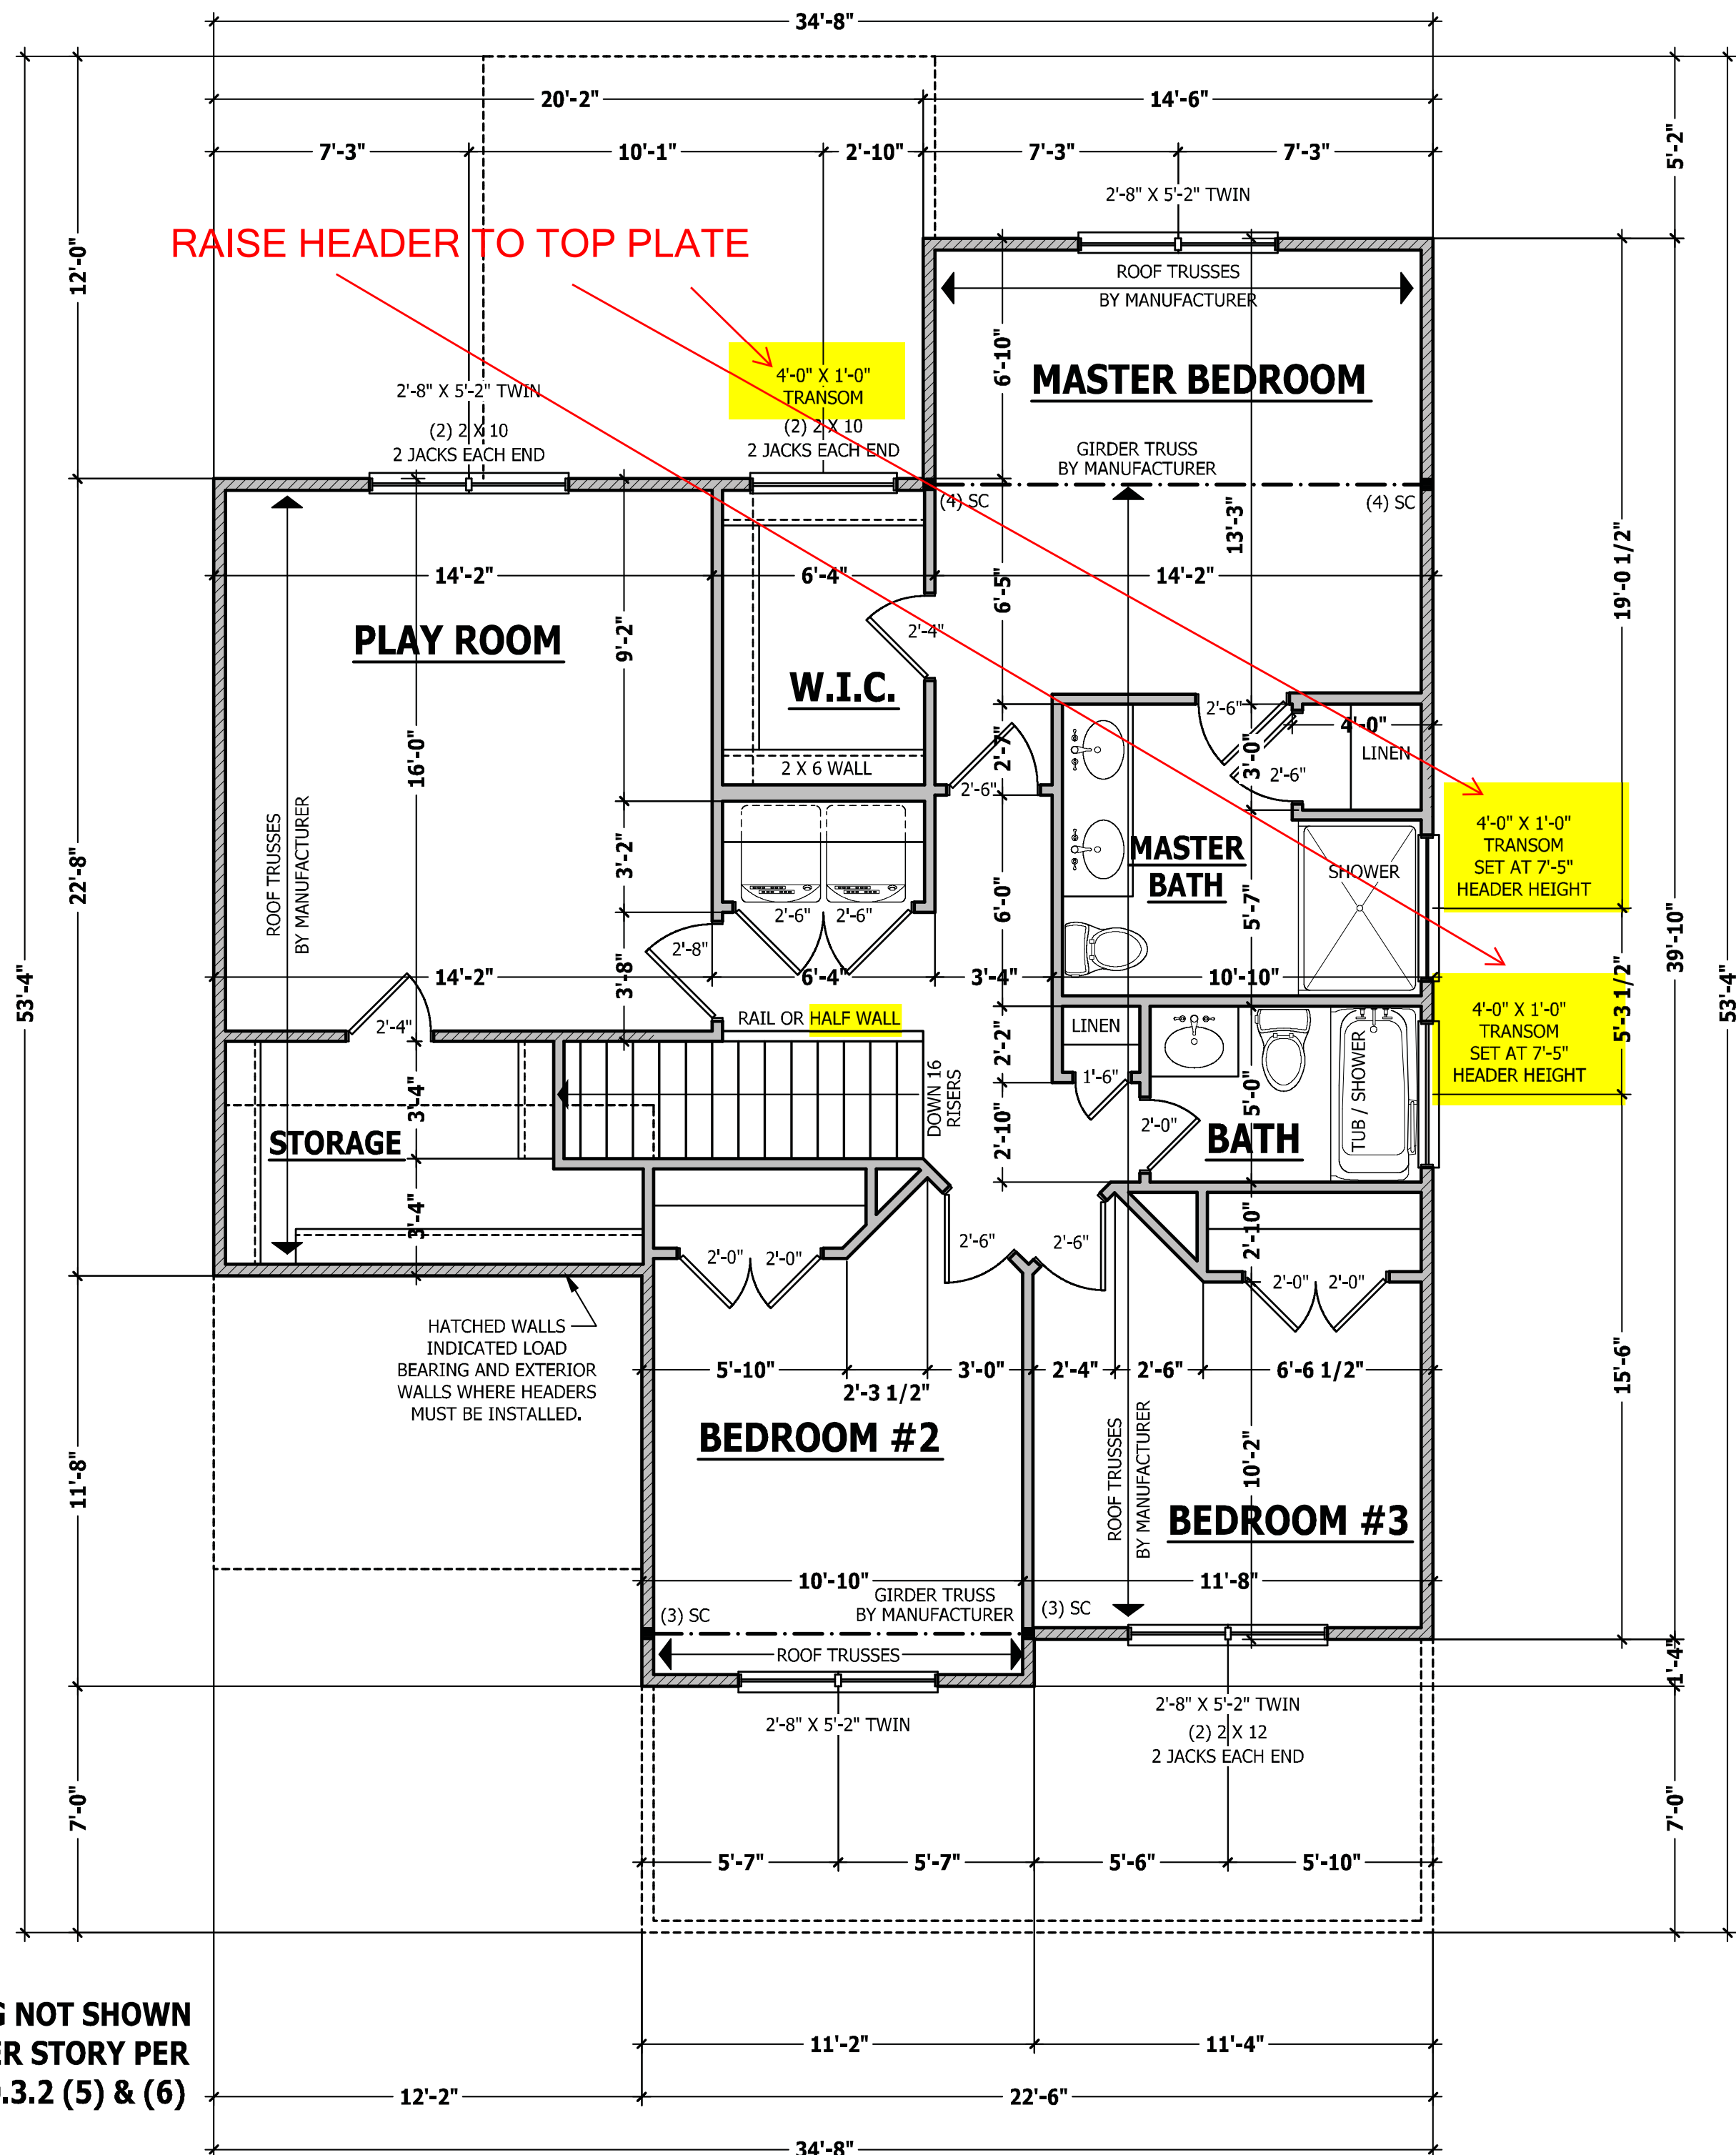 34'-8"
20'-2"
14'-6"
7'-3"
10'-1"
2'-10"
7'-3"
7'-3"
5'-2"
2'-8" X 5'-2" TWIN
RAISE HEADER TO TOP PLATE
12'-0"
ROOF TRUSSES
BY MANUFACTURER
6'-10"
4'-0" X 1'-0"
TRANSOM
(2) 2 X 10
2 JACKS EACH END
2'-8" X 5'-2" TWIN
(2) 2 X 10
2 JACKS EACH END
MASTER BEDROOM
GIRDER TRUSS
BY MANUFACTURER
(4) SC
(4) SC
13'-3"
19'-0 1/2"
14'-2"
6'-4"
14'-2"
6'-5"
9'-2"
PLAY ROOM
2'-4"
W.I.C.
2'-6"
4'-0"
LINEN
3'-0"
2'-6"
2'-7"
2'-6"
16'-0"
2 X 6 WALL
ROOF TRUSSES
BY MANUFACTURER
3'-2"
22'-8"
MASTER
BATH
SHOWER
4'-0" X 1'-0"
TRANSOM
SET AT 7'-5"
HEADER HEIGHT
2'-6"
2'-6"
6'-0"
5'-7"
39'-10"
53'-4"
53'-4"
2'-8"
14'-2"
6'-4"
3'-4"
10'-10"
3'-8"
5'-3 1/2"
4'-0" X 1'-0"
TRANSOM
SET AT 7'-5"
HEADER HEIGHT
RAIL OR HALF WALL
2'-4"
LINEN
2'-2"
1'-6"
DOWN 16
RISERS
3'-4"
5'-0"
TUB / SHOWER
2'-0"
BATH
2'-10"
STORAGE
3'-4"
2'-0"
2'-0"
2'-6"
2'-6"
2'-10"
2'-0"
2'-0"
HATCHED WALLS
INDICATED LOAD
BEARING AND EXTERIOR
WALLS WHERE HEADERS
MUST BE INSTALLED.
5'-10"
2'-3 1/2"
3'-0"
2'-4"
2'-6"
6'-6 1/2"
15'-6"
BEDROOM #2
ROOF TRUSSES
BY MANUFACTURER
10'-2"
11'-8"
BEDROOM #3
10'-10"
11'-8"
GIRDER TRUSS
BY MANUFACTURER
(3) SC
(3) SC
ROOF TRUSSES
1'-4"
2'-8" X 5'-2" TWIN
2'-8" X 5'-2" TWIN
(2) 2 X 12
2 JACKS EACH END
7'-0"
7'-0"
5'-7"
5'-7"
5'-6"
5'-10"
NOT SHOWN
ER STORY PER
.3.2 (5) & (6)
11'-2"
11'-4"
12'-2"
22'-6"
34'-8"